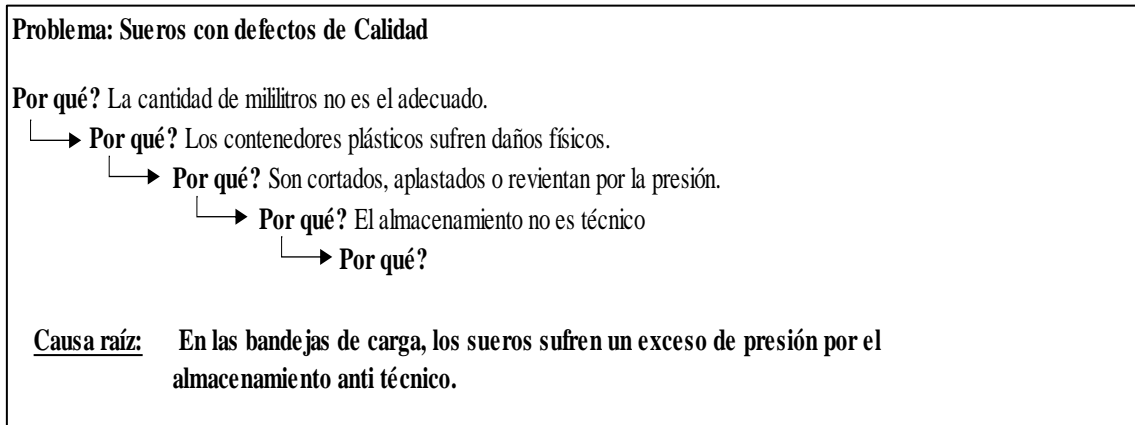 Problema: Sueros con defectos de Calidad
Por qué? La cantidad de mililitros no es el adecuado.
Por qué? Los contenedores plásticos sufren daños físicos.
Por qué? Son cortados, aplastados o revientan por la presión.
Por qué? El almacenamiento no es técnico
Por qué?
Causa raíz: En las bandejas de carga, los sueros sufren un exceso de presión por el
almacenamiento anti técnico.